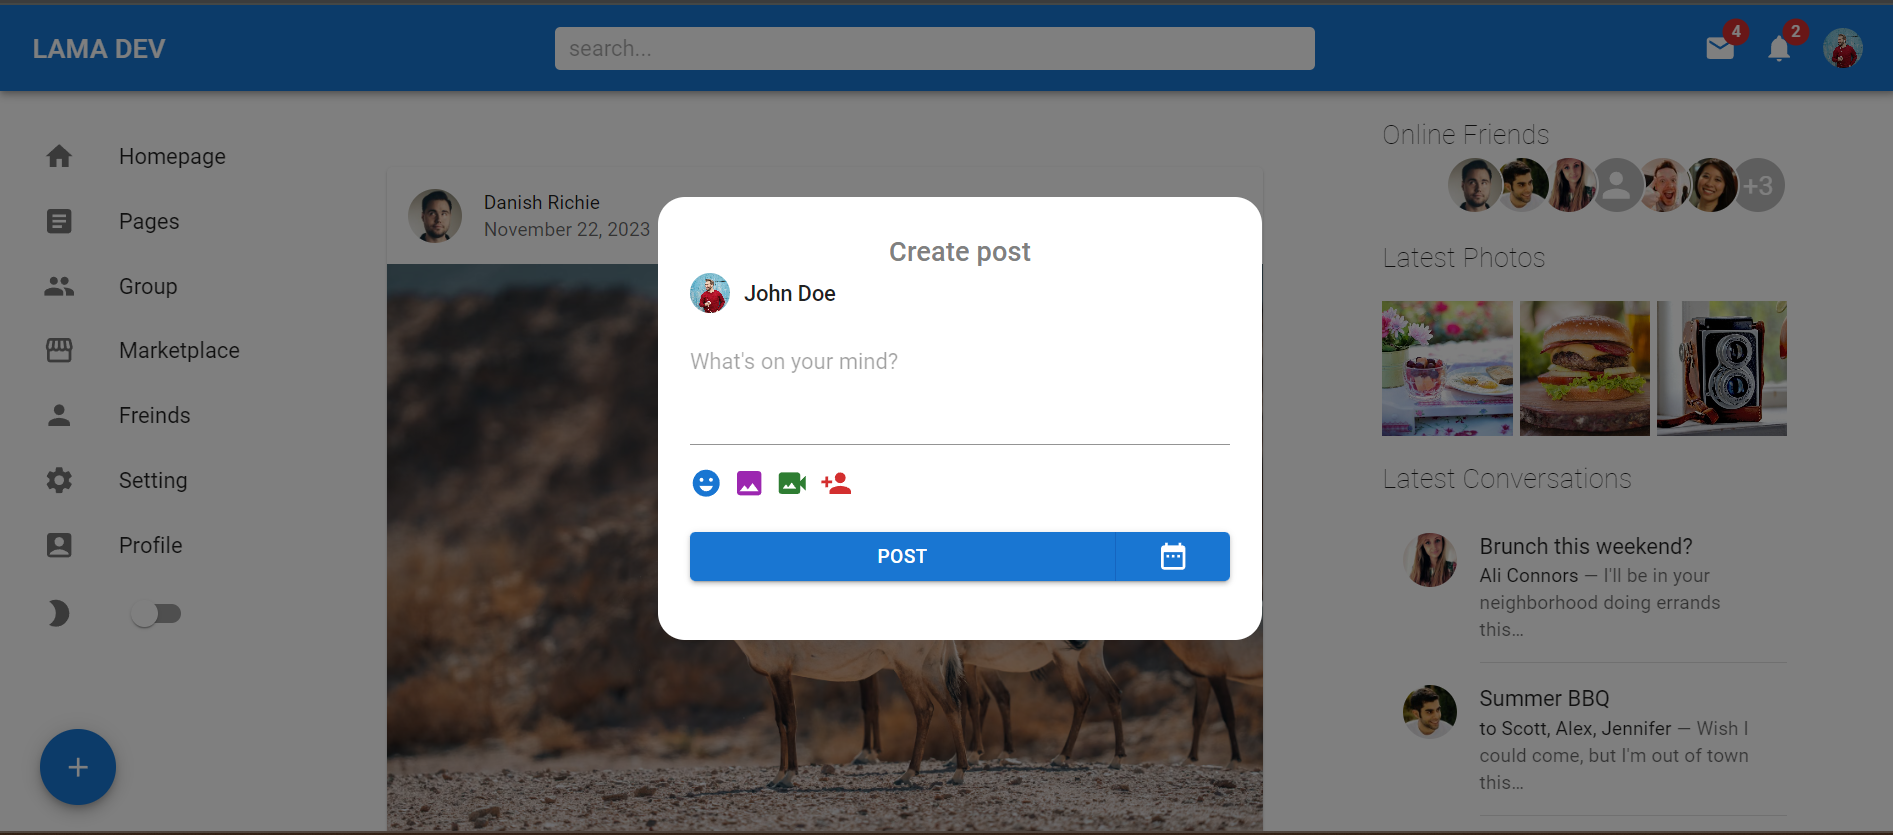 LAMA DEV
search...
4
2
Homepage
Pages
Group
Marketplace
Freinds
Setting
Profile
+
Danish Richie
November 22, 2023
Create post
John Doe
What's on your mind?
POST
Online Friends
+3
Latest Photos
Latest Conversations
Brunch this weekend?
Ali Connors — I'll be in your
neighborhood doing errands
this…
Summer BBQ
to Scott, Alex, Jennifer — Wish I
could come, but I'm out of town
this…